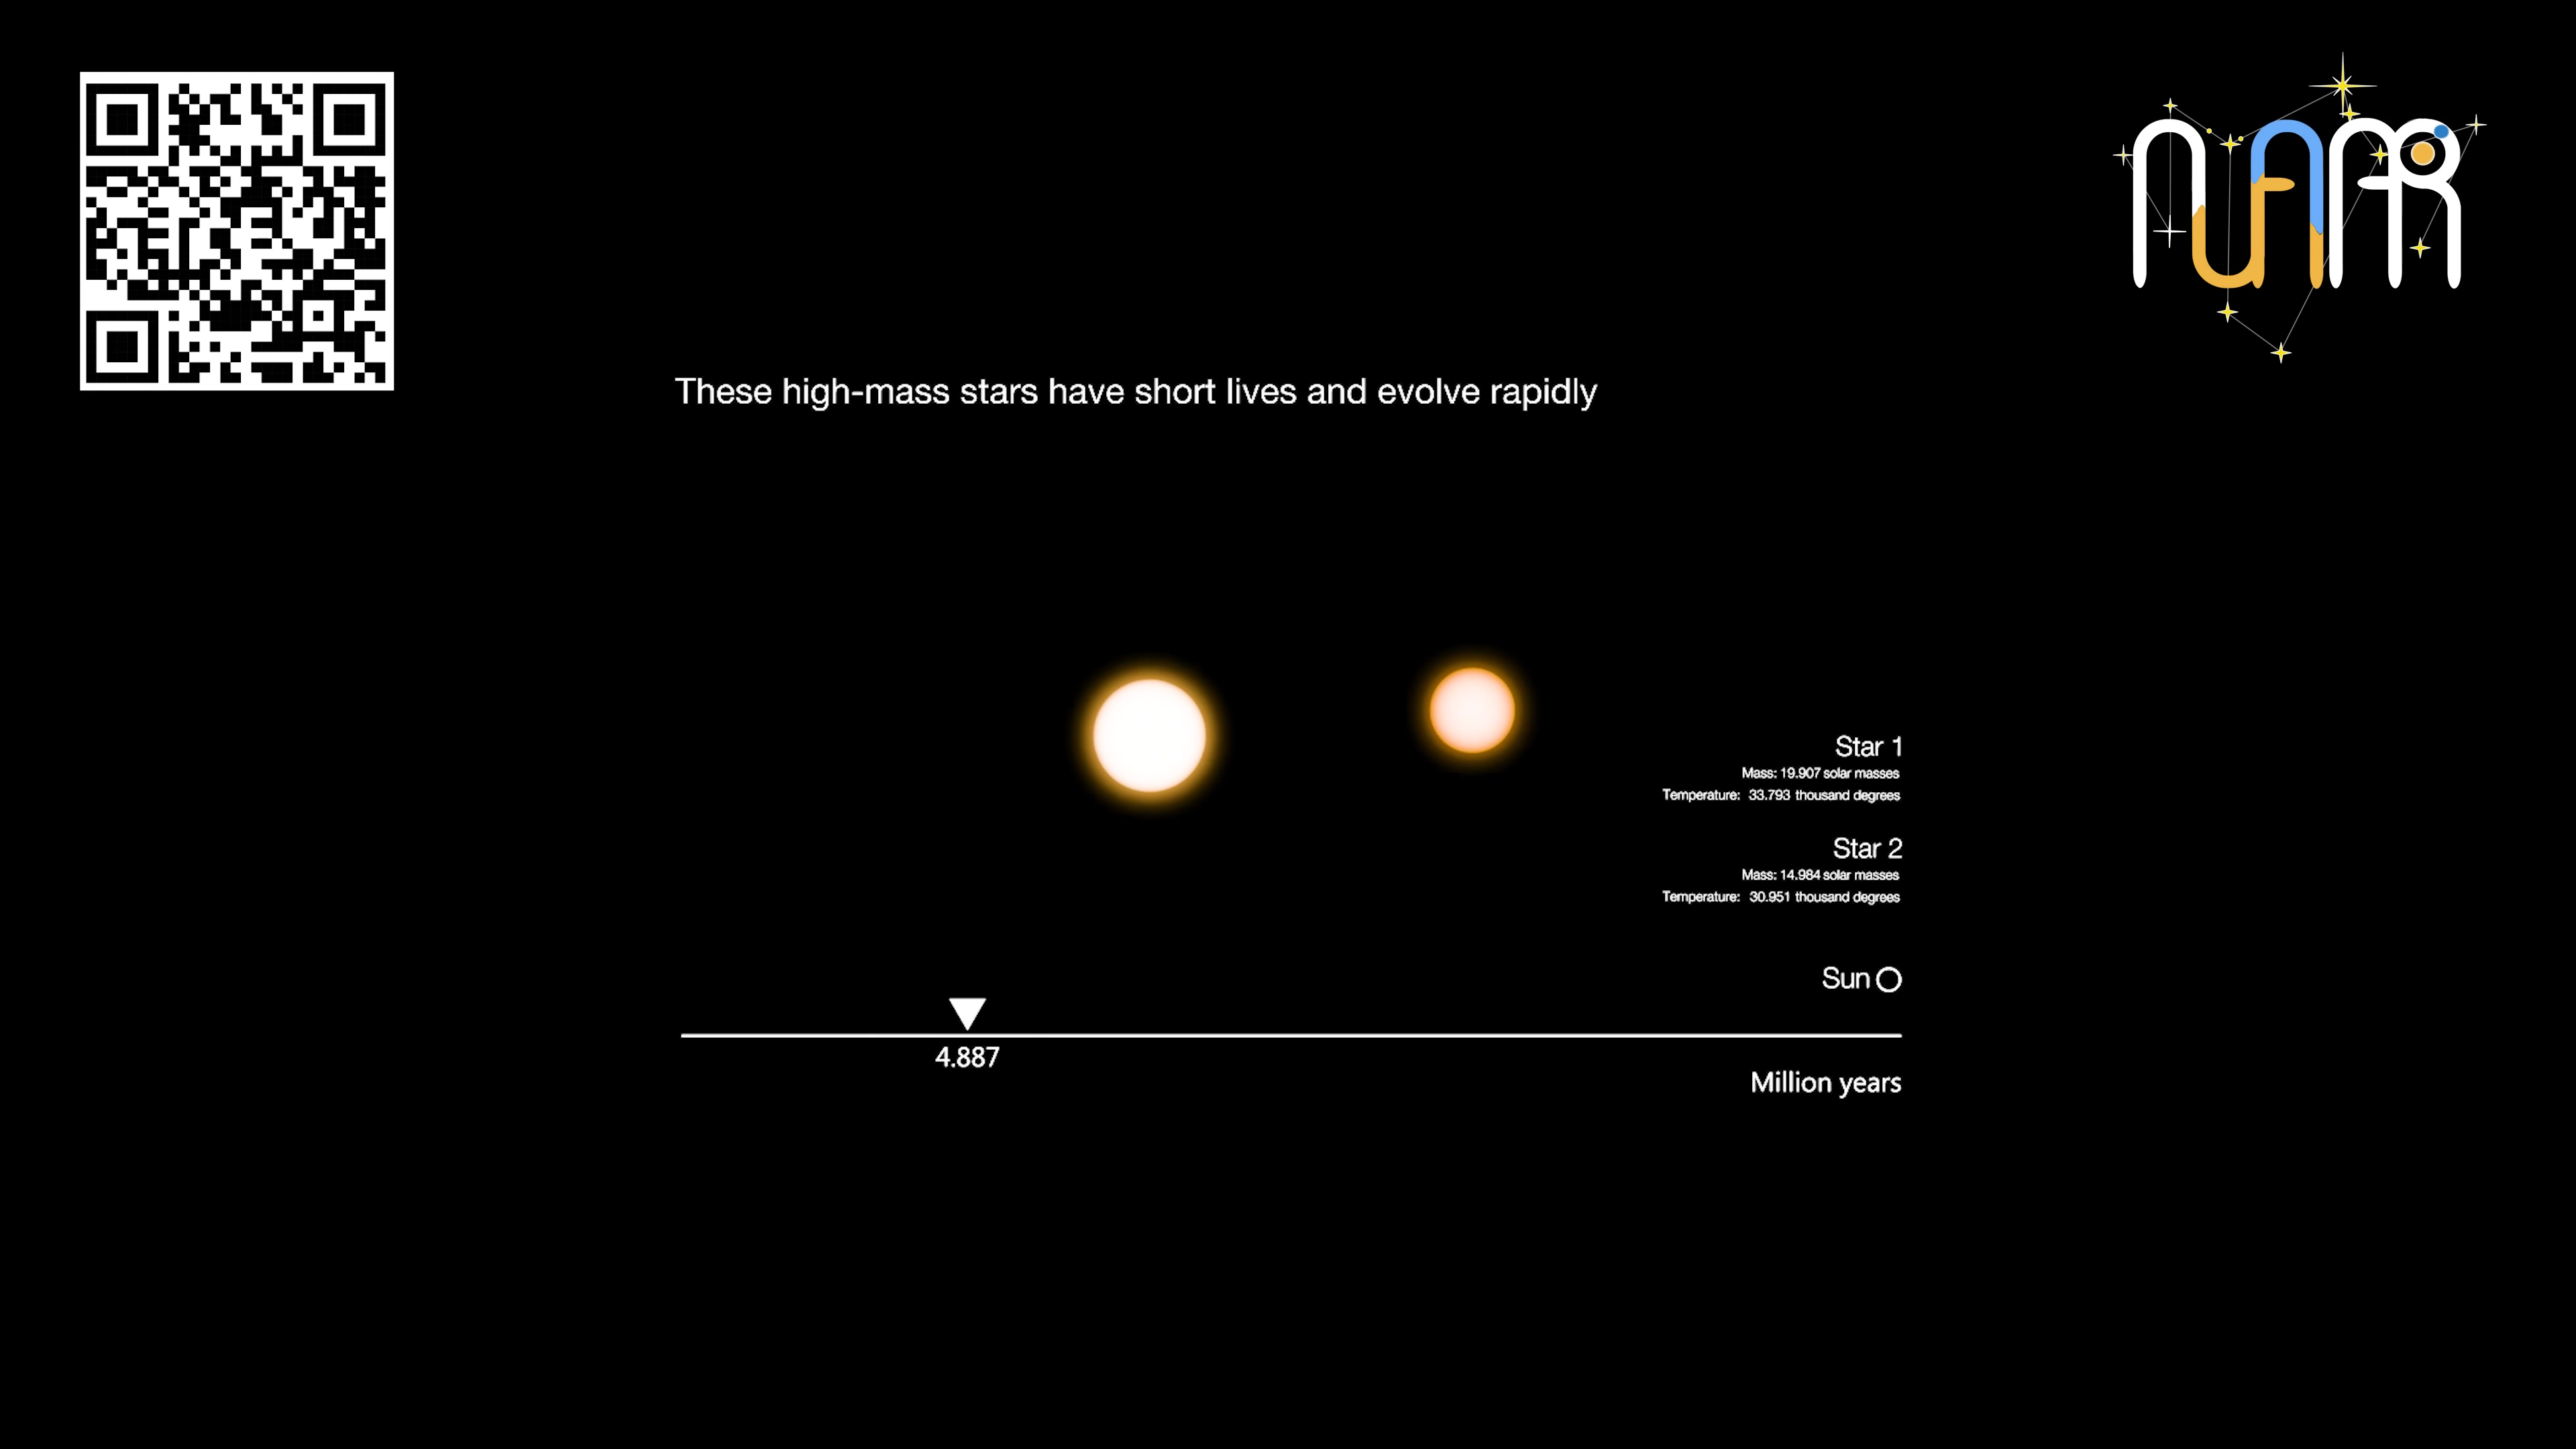 These high-mass stars have short lives and evolve rapidly
Star 1
Mass: 19.907 solar masses
Temperature: 33.793 thousand degrees
Star 2
Mass: 14.984 solar masses
Temperature: 30.951 thousand degrees
Sun
4.887
Million years